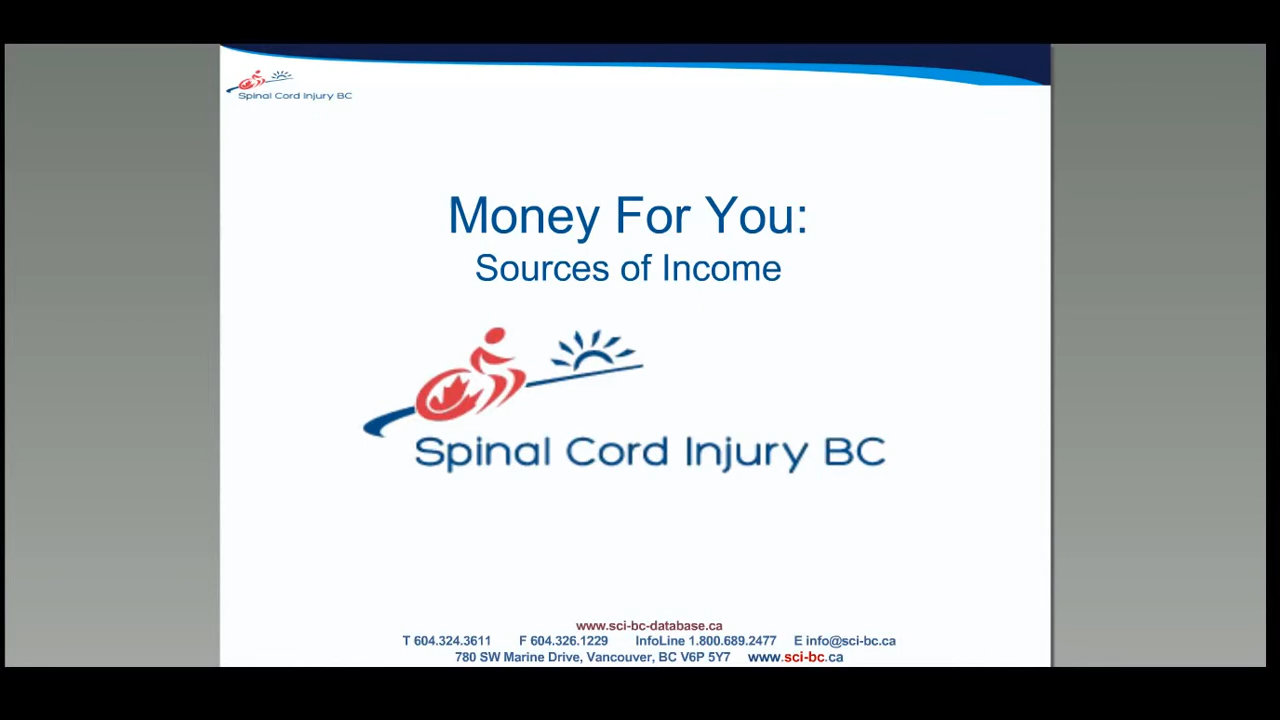 Spinal Cord Injury BC
Money For You:
Sources of Income
Spinal Cord Injury BC
www.sci-bc-database.ca
T 604.324.3611 F 604.326.1229 InfoLine 1.800.689.2477 E info@sci-bc.ca
780 SW Marine Drive, Vancouver, BC V6P 5Y7 www.sci-bc.ca